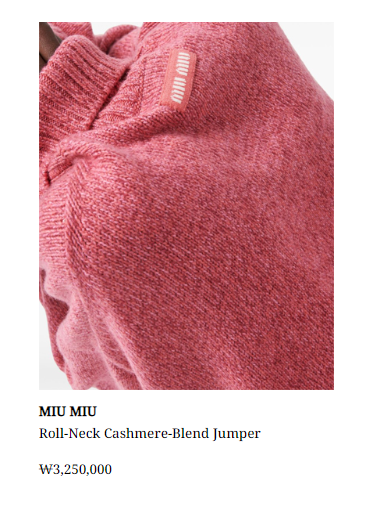 MIU MIU
MIU MIU
Roll-Neck Cashmere-Blend Jumper
₩3,250,000